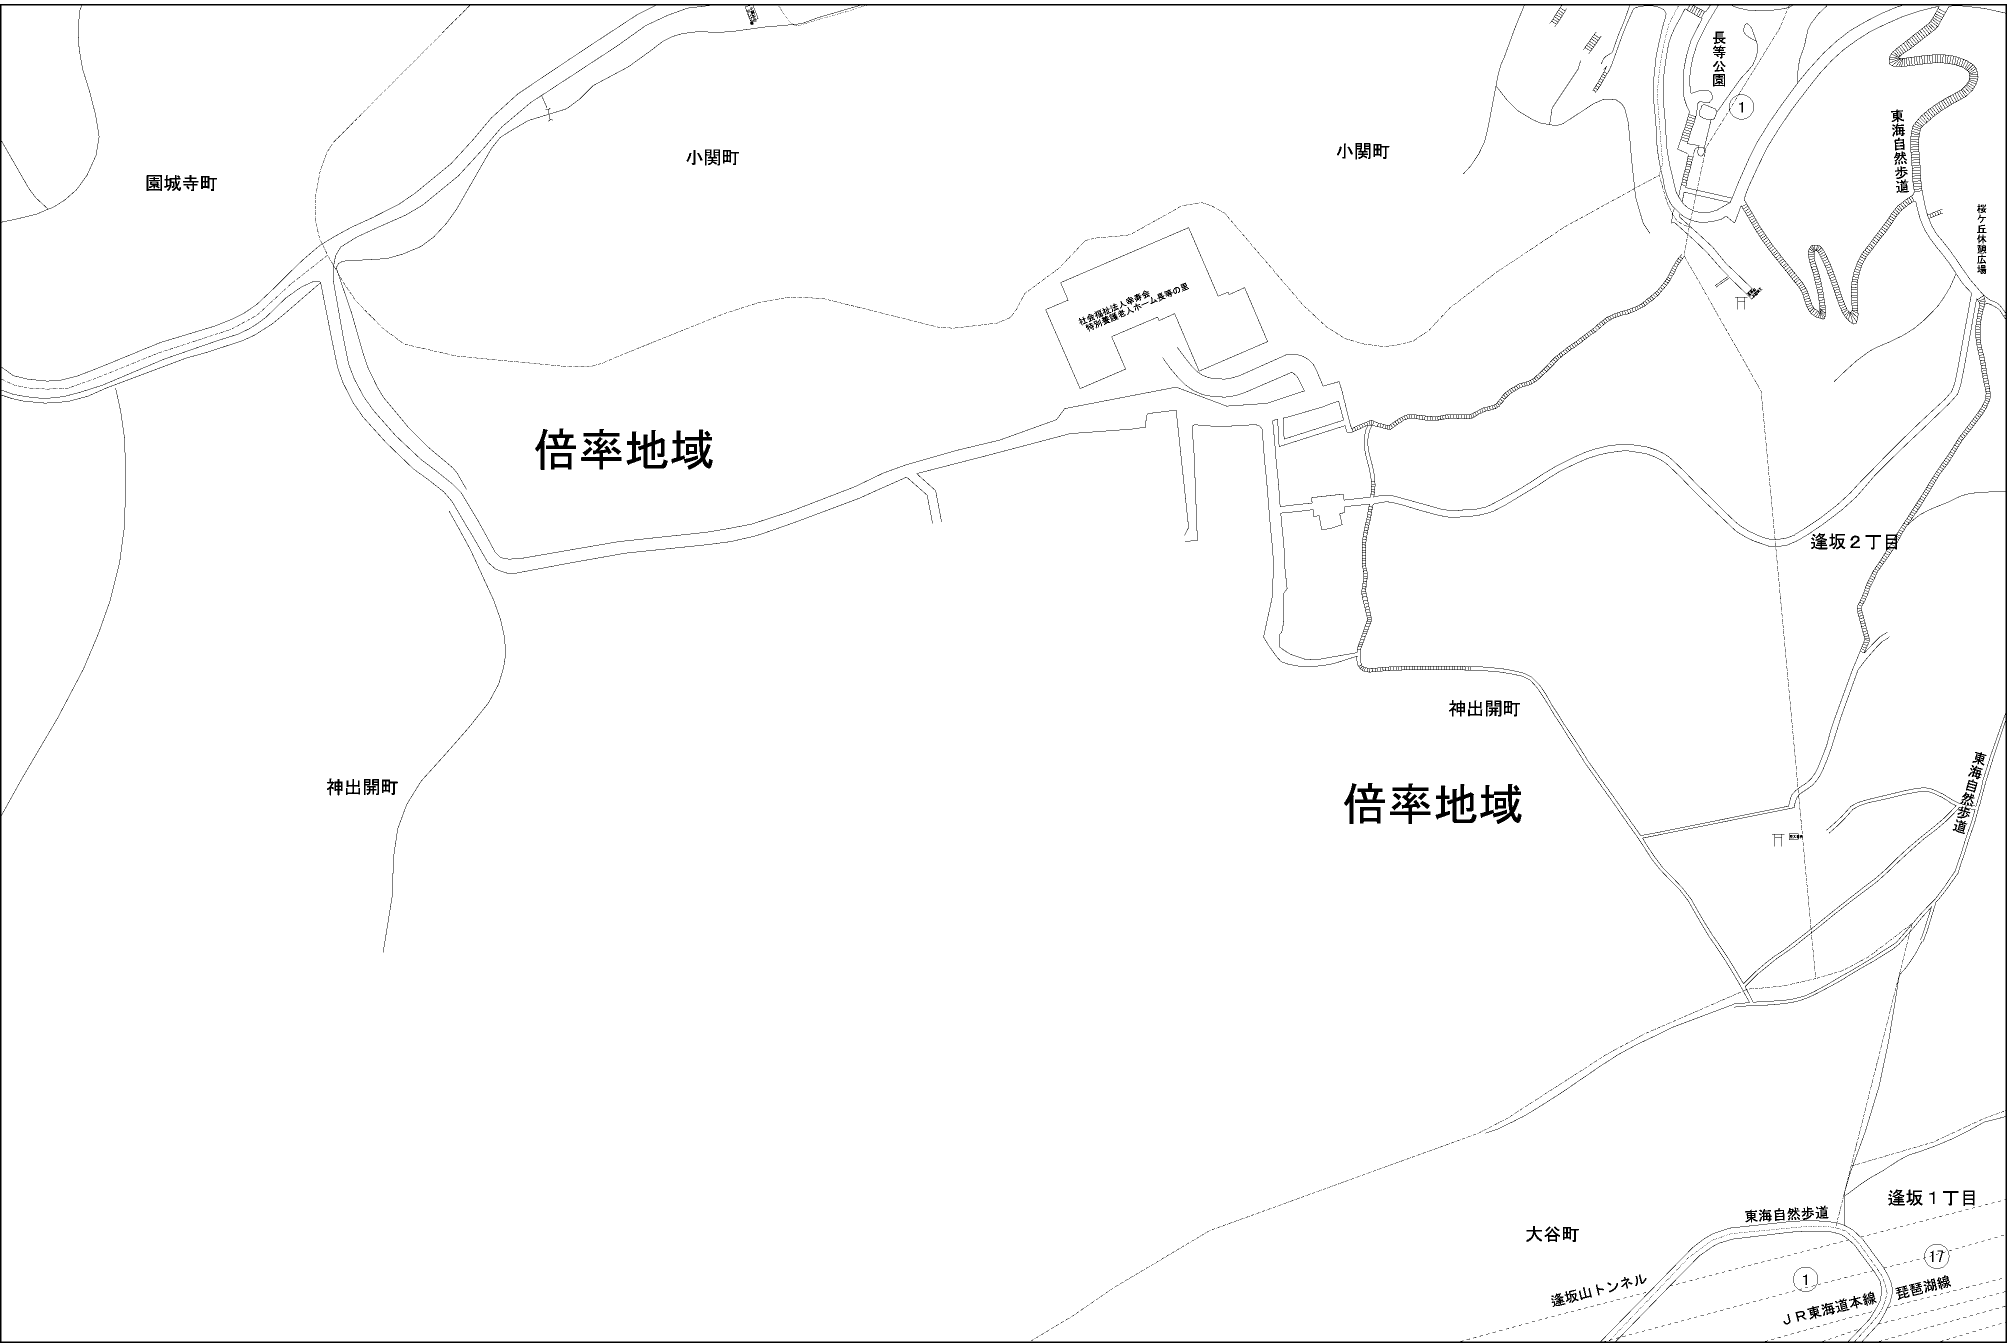 長等公園
1
東海自然歩道
小関町
小関町
園城寺町
桜ケ丘休憩広場
社会福祉法人幸寿会
特別養護老人ホーム長等の里
倍率地域
逢坂2丁目
神出開町
神出開町
倍率地域
東海自然歩道
逢坂1丁目
東海自然歩道
大谷町
17
1
逢坂山トンネル
琵琶湖線
JR東海道本線